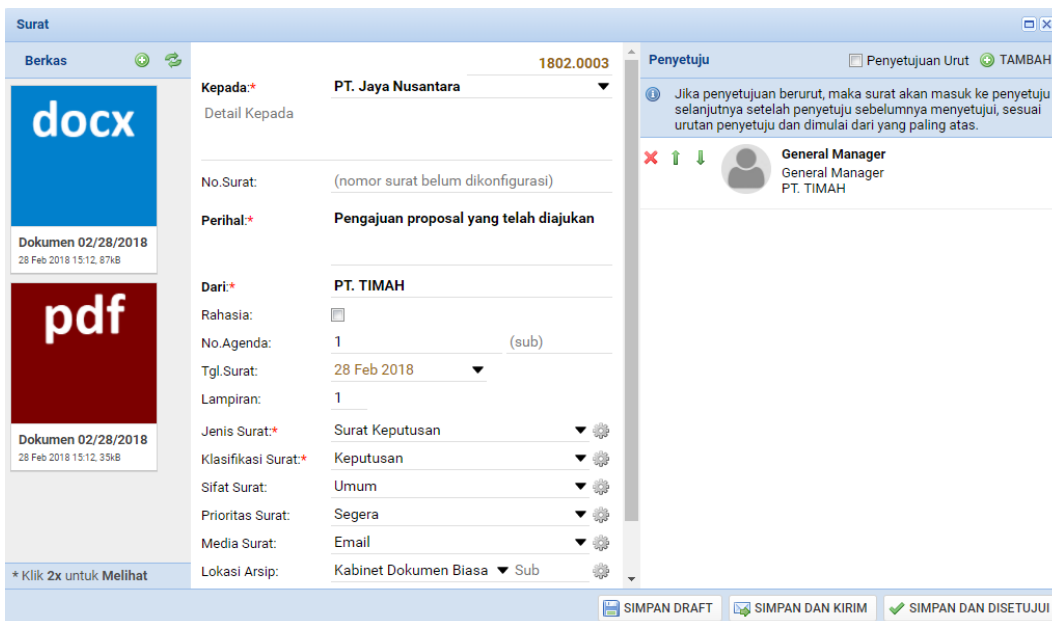 Surat
Berkas
docx
Dokumen 02/28/2018
28 Feb 2018 15:12, 87kB
pdf
Dokumen 02/28/2018
28 Feb 2018 15:12, 35kB
* Klik 2x untuk Melihat
1802.0003
Kepada:* PT. Jaya Nusantara
Detail Kepada
No.Surat: (nomor surat belum dikonfigurasi)
Perihal:* Pengajuan proposal yang telah diajukan
Dari:* PT. TIMAH
Rahasia:
No.Agenda: 1 (sub)
Tgl.Surat: 28 Feb 2018
Lampiran: 1
Jenis Surat:* Surat Keputusan
Klasifikasi Surat:* Keputusan
Sifat Surat: Umum
Prioritas Surat: Segera
Media Surat: Email
Lokasi Arsip: Kabinet Dokumen Biasa Sub
Penyetuju Penyetujuan Urut TAMBAH
Jika penyetujuan berurut, maka surat akan masuk ke penyetuju
selanjutnya setelah penyetuju sebelumnya menyetujui, sesuai
urutan penyetuju dan dimulai dari yang paling atas.
General Manager
General Manager
PT. TIMAH
SIMPAN DRAFT SIMPAN DAN KIRIM SIMPAN DAN DISETUJUI